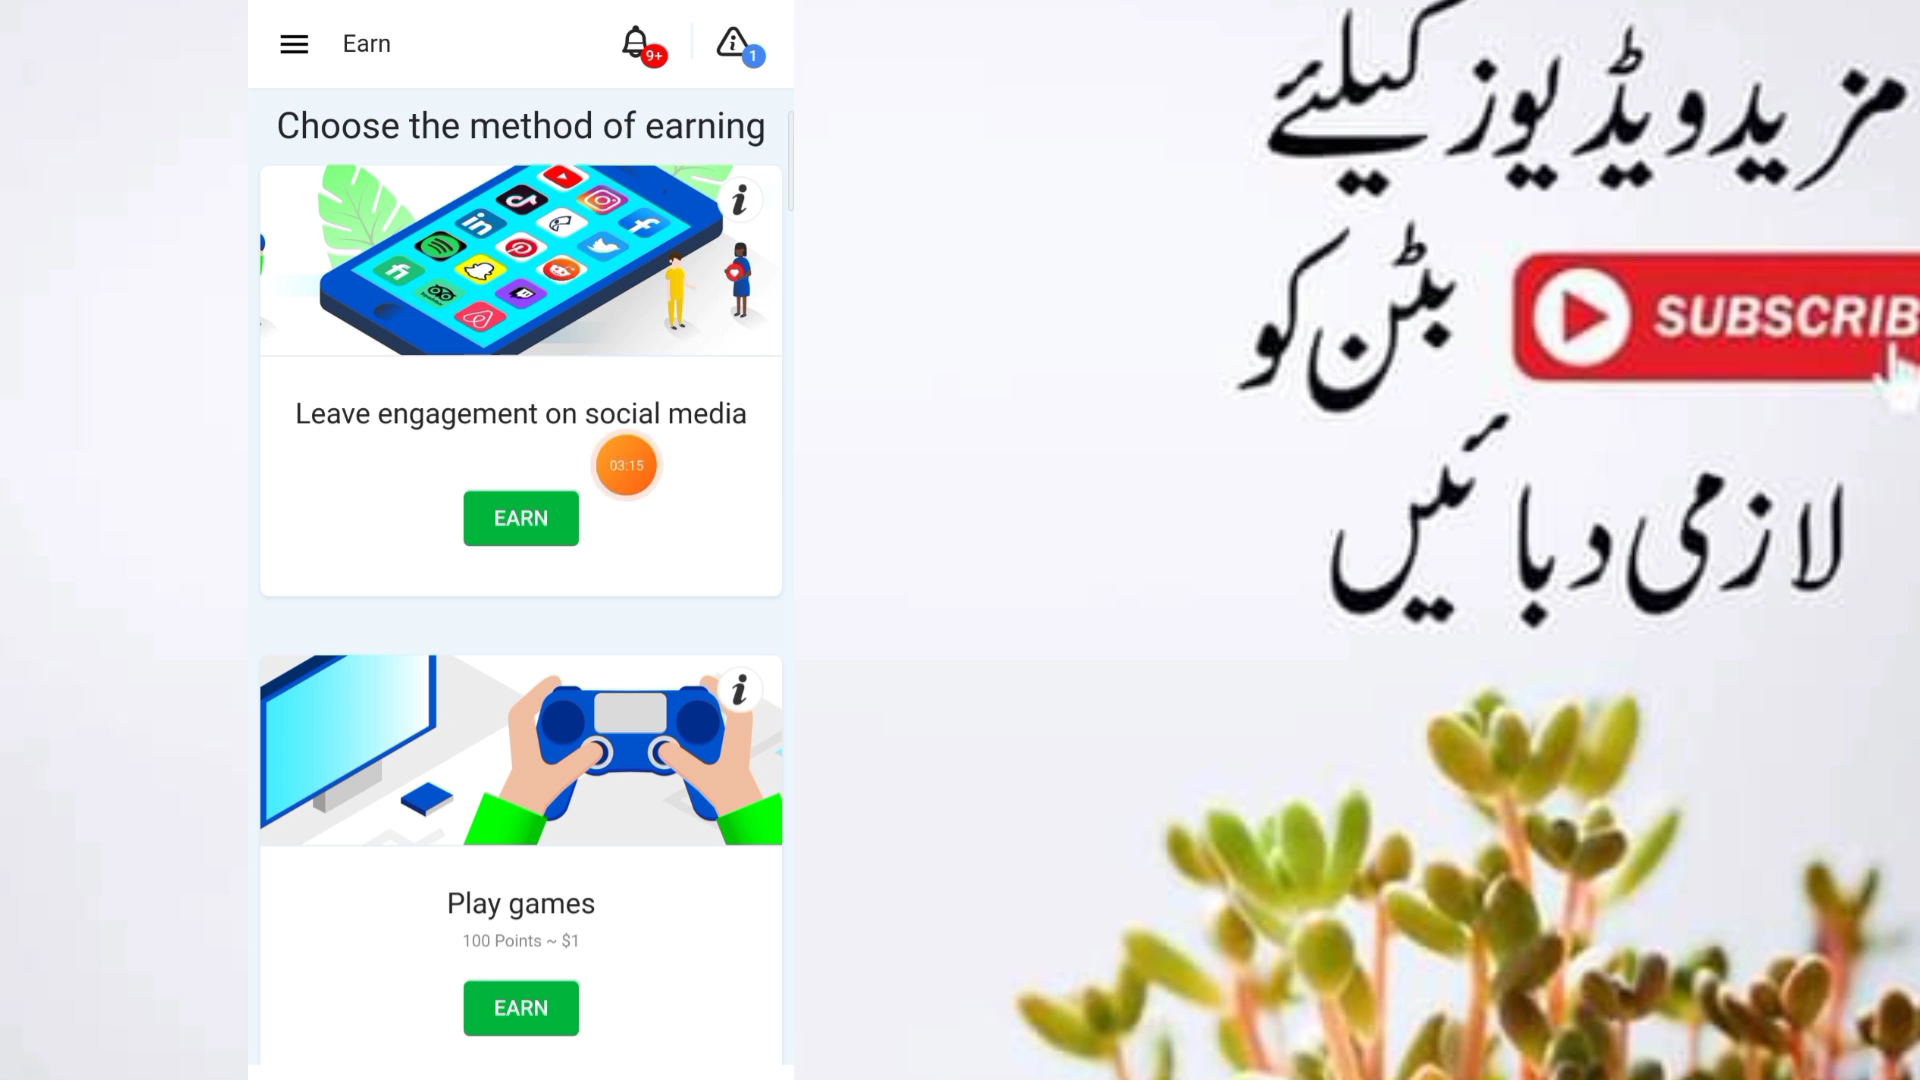 Earn
9+
1
Choose the method of earning
Leave engagement on social media
03:15
EARN
Play games
100 Points ~ $1
EARN
مزید ویڈیوز کیلئے
SUBSCRIB بٹن کو
لازمی دبائیں